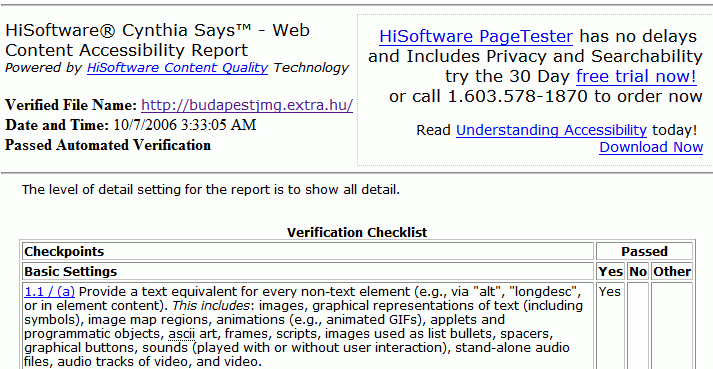 HiSoftware® Cynthia Says™ - Web
Content Accessibility Report
Powered by HiSoftware Content Quality Technology
Verified File Name: http://budapestjmg.extra.hu/
Date and Time: 10/7/2006 3:33:05 AM
Passed Automated Verification
HiSoftware PageTester has no delays
and Includes Privacy and Searchability
try the 30 Day free trial now!
or call 1.603.578-1870 to order now
Read Understanding Accessibility today!
Download Now
The level of detail setting for the report is to show all detail.
Verification Checklist
Checkpoints Passed
Basic Settings Yes No Other
1.1 / (a) Provide a text equivalent for every non-text element (e.g., via "alt", "longdesc", Yes
or in element content). This includes: images, graphical representations of text (including
symbols), image map regions, animations (e.g., animated GIFs), applets and
programmatic objects, ascii art, frames, scripts, images used as list bullets, spacers,
graphical buttons, sounds (played with or without user interaction), stand-alone audio
files, audio tracks of video, and video.